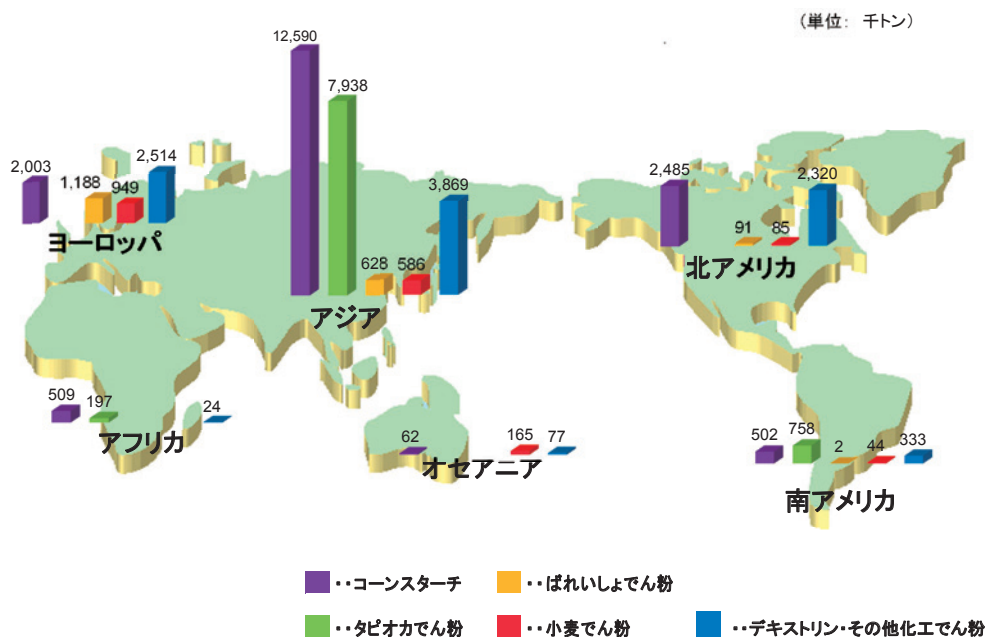 (単位: 千トン)
12,590
7,938
2,003
1,188
949
2,514
3,869
628
586
2,485
2,320
91
85
ヨーロッパ
北アメリカ
アジア
509
197
24
アフリカ
62
165
77
オセアニア
502
758
2
44
333
南アメリカ
・・コーンスターチ ・・ばれいしょでん粉
・・タピオカでん粉 ・・小麦でん粉 ・・デキストリン・その他化工でん粉